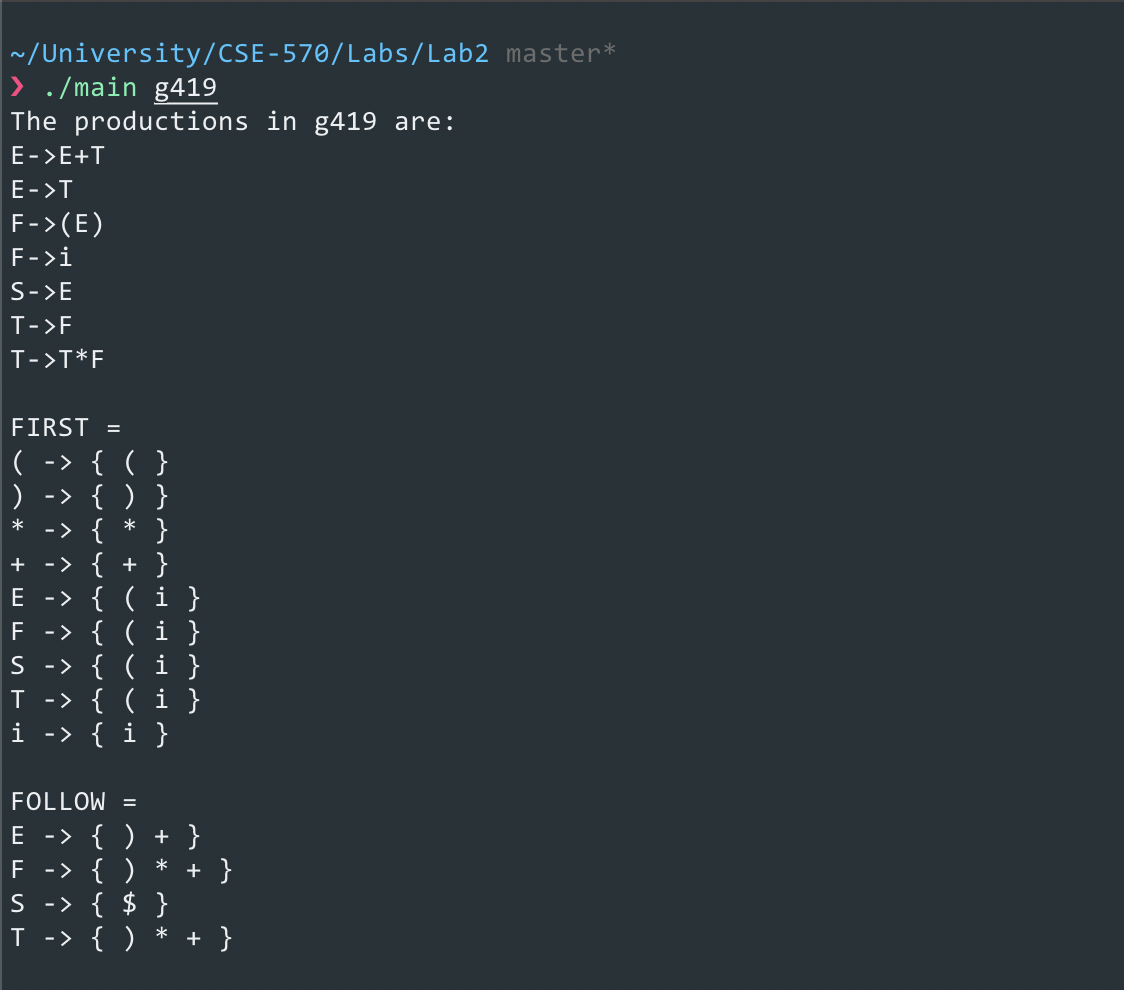 ~/University/CSE-570/Labs/Lab2 master*
❯ ./main g419
The productions in g419 are:
E->E+T
E->T
F->(E)
F->i
S->E
T->F
T->T*F

FIRST =
( -> { ( }
) -> { ) }
* -> { * }
+ -> { + }
E -> { ( i }
F -> { ( i }
S -> { ( i }
T -> { ( i }
i -> { i }

FOLLOW =
E -> { ) + }
F -> { ) * + }
S -> { $ }
T -> { ) * + }